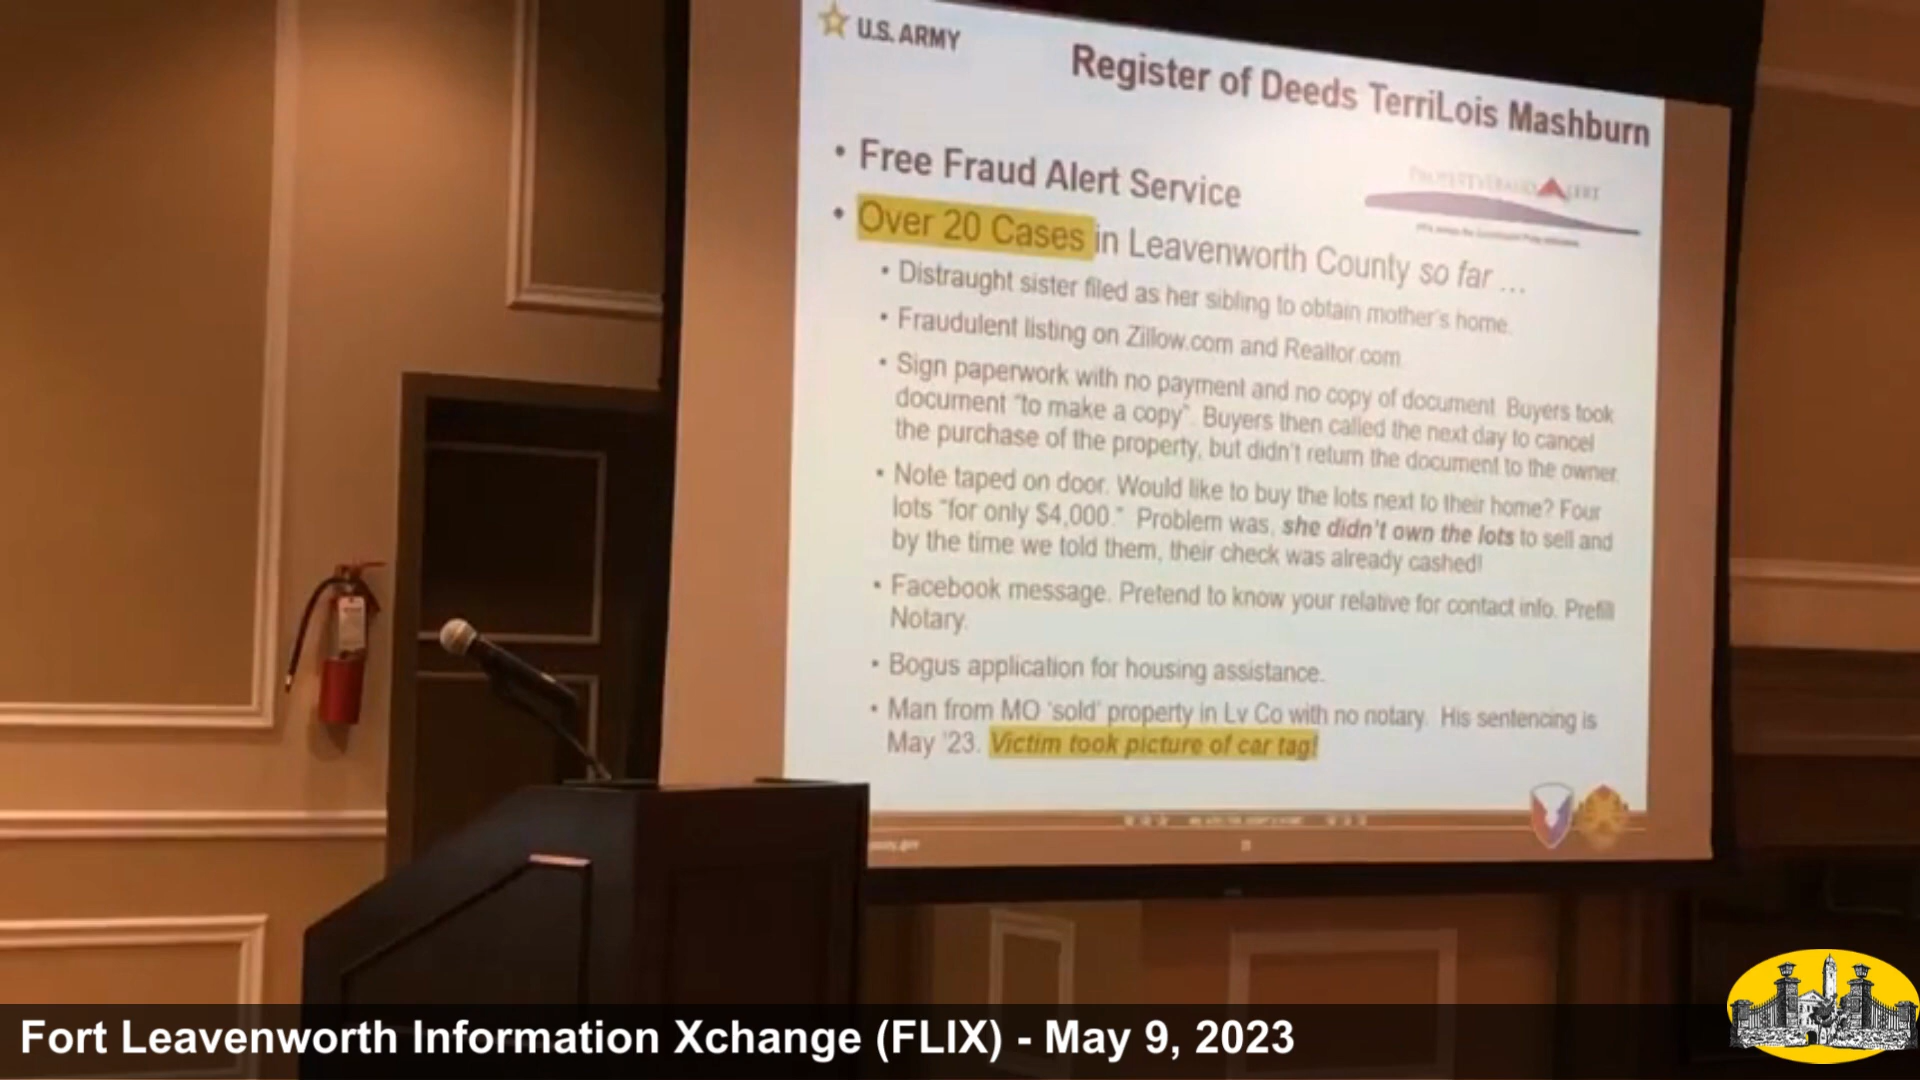 U.S. ARMY
Register of Deeds TerriLois Mashburn
• Free Fraud Alert Service
PROPERTYFRAUD ALERT
• Over 20 Cases in Leavenworth County so far ...
• Distraught sister filed as her sibling to obtain mother's home.
• Fraudulent listing on Zillow.com and Realtor.com
• Sign paperwork with no payment and no copy of document. Buyers took
document "to make a copy". Buyers then called the next day to cancel
the purchase of the property, but didn't return the document to the owner.
• Note taped on door. Would like to buy the lots next to their home? Four
lots "for only $4,000." Problem was, she didn't own the lots to sell and
by the time we told them, their check was already cashed!
• Facebook message. Pretend to know your relative for contact info. Prefill
Notary.
• Bogus application for housing assistance.
• Man from MO 'sold' property in Lv Co with no notary. His sentencing is
May '23. Victim took picture of car tag!
Fort Leavenworth Information Xchange (FLIX) - May 9, 2023